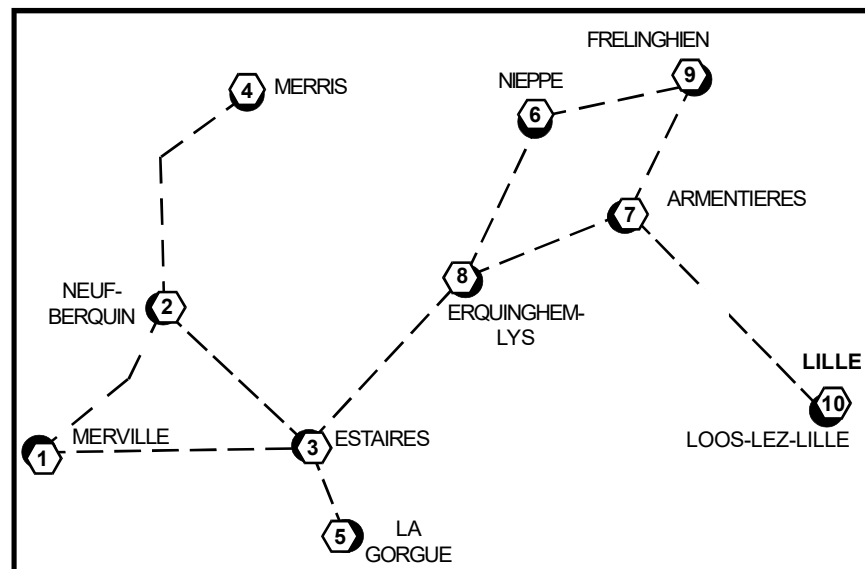 FRELINGHIEN
9
NIEPPE
4
MERRIS
6
7
ARMENTIERES
8
NEUF-
BERQUIN
2
ERQUINGHEM-
LYS
LILLE
10
MERVILLE
1
3
ESTAIRES
LOOS-LEZ-LILLE
5
LA
GORGUE